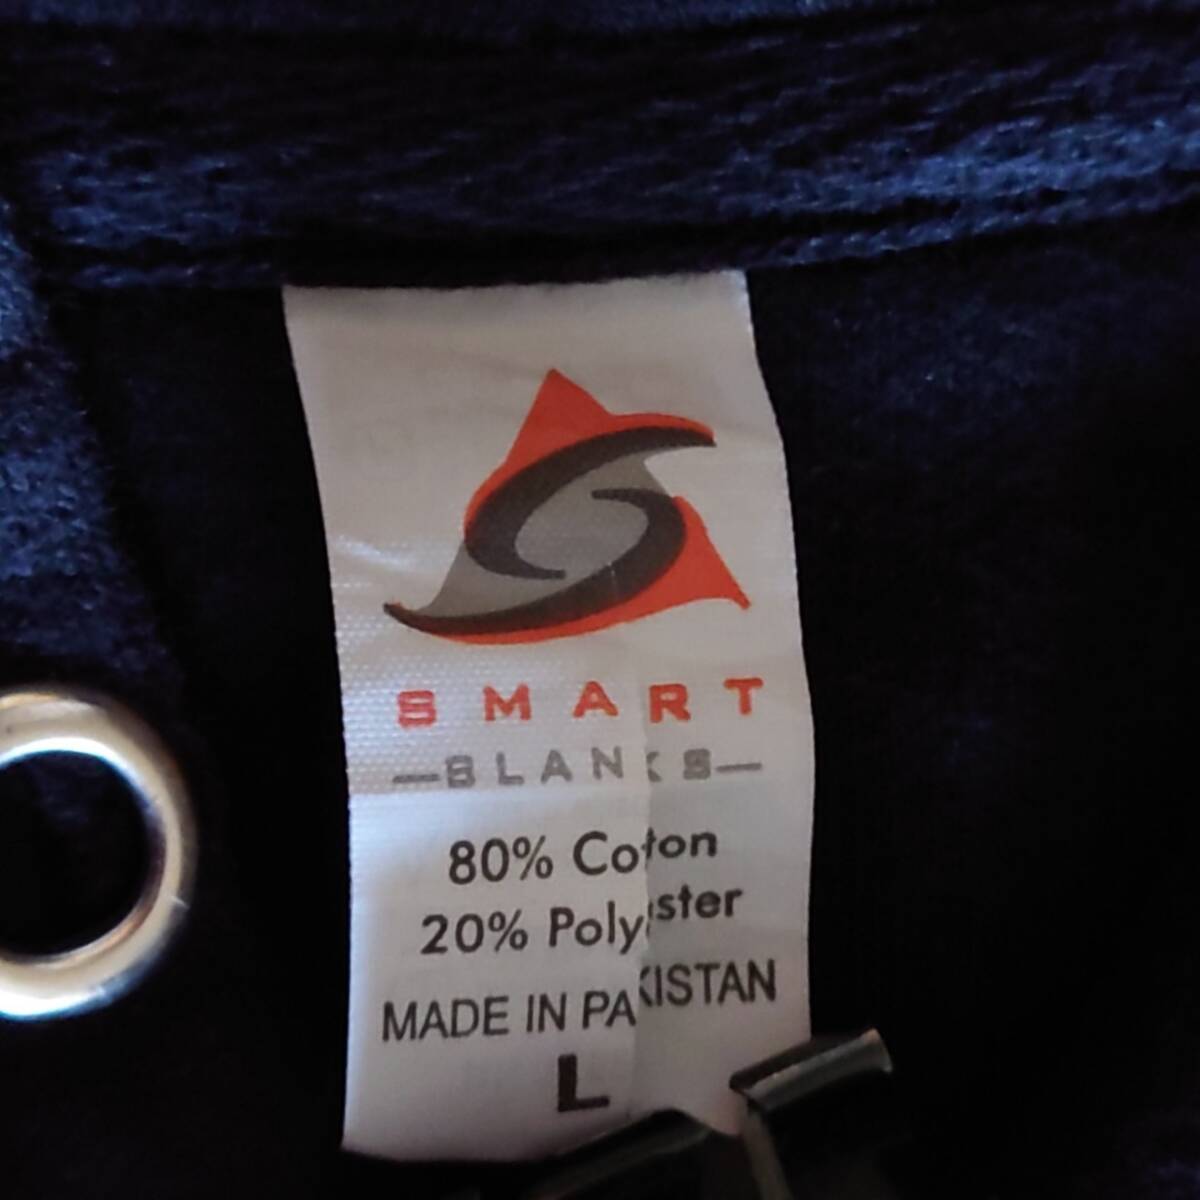 SMART
—BLANKS—
80% Cotton
20% Polyester
MADE IN PAKISTAN
L